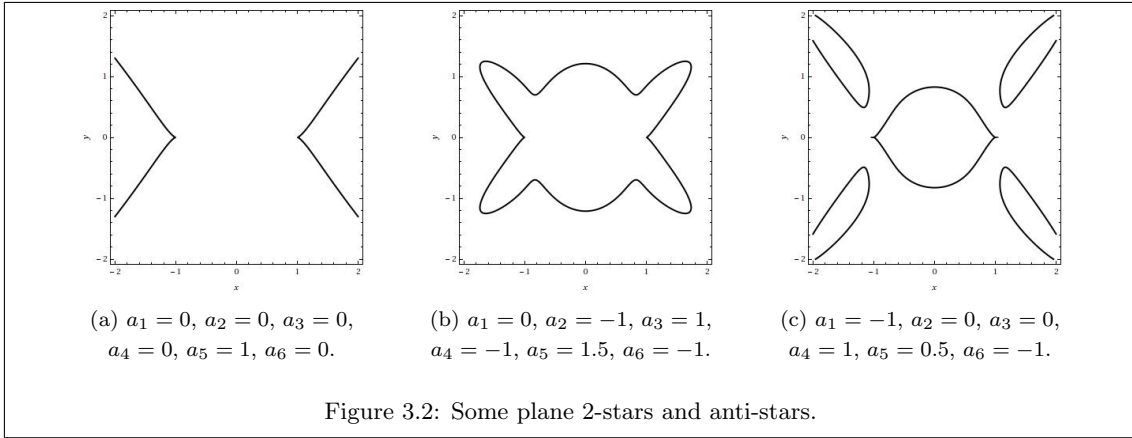 2
1
y
0
−1
−2
−2
−1
0
1
2
x
2
1
y
0
−1
−2
−2
−1
0
1
2
x
2
1
y
0
−1
−2
−2
−1
0
1
2
x
(a) a₁ = 0, a₂ = 0, a₃ = 0,
a₄ = 0, a₅ = 1, a₆ = 0.
(b) a₁ = 0, a₂ = −1, a₃ = 1,
a₄ = −1, a₅ = 1.5, a₆ = −1.
(c) a₁ = −1, a₂ = 0, a₃ = 0,
a₄ = 1, a₅ = 0.5, a₆ = −1.
Figure 3.2: Some plane 2-stars and anti-stars.